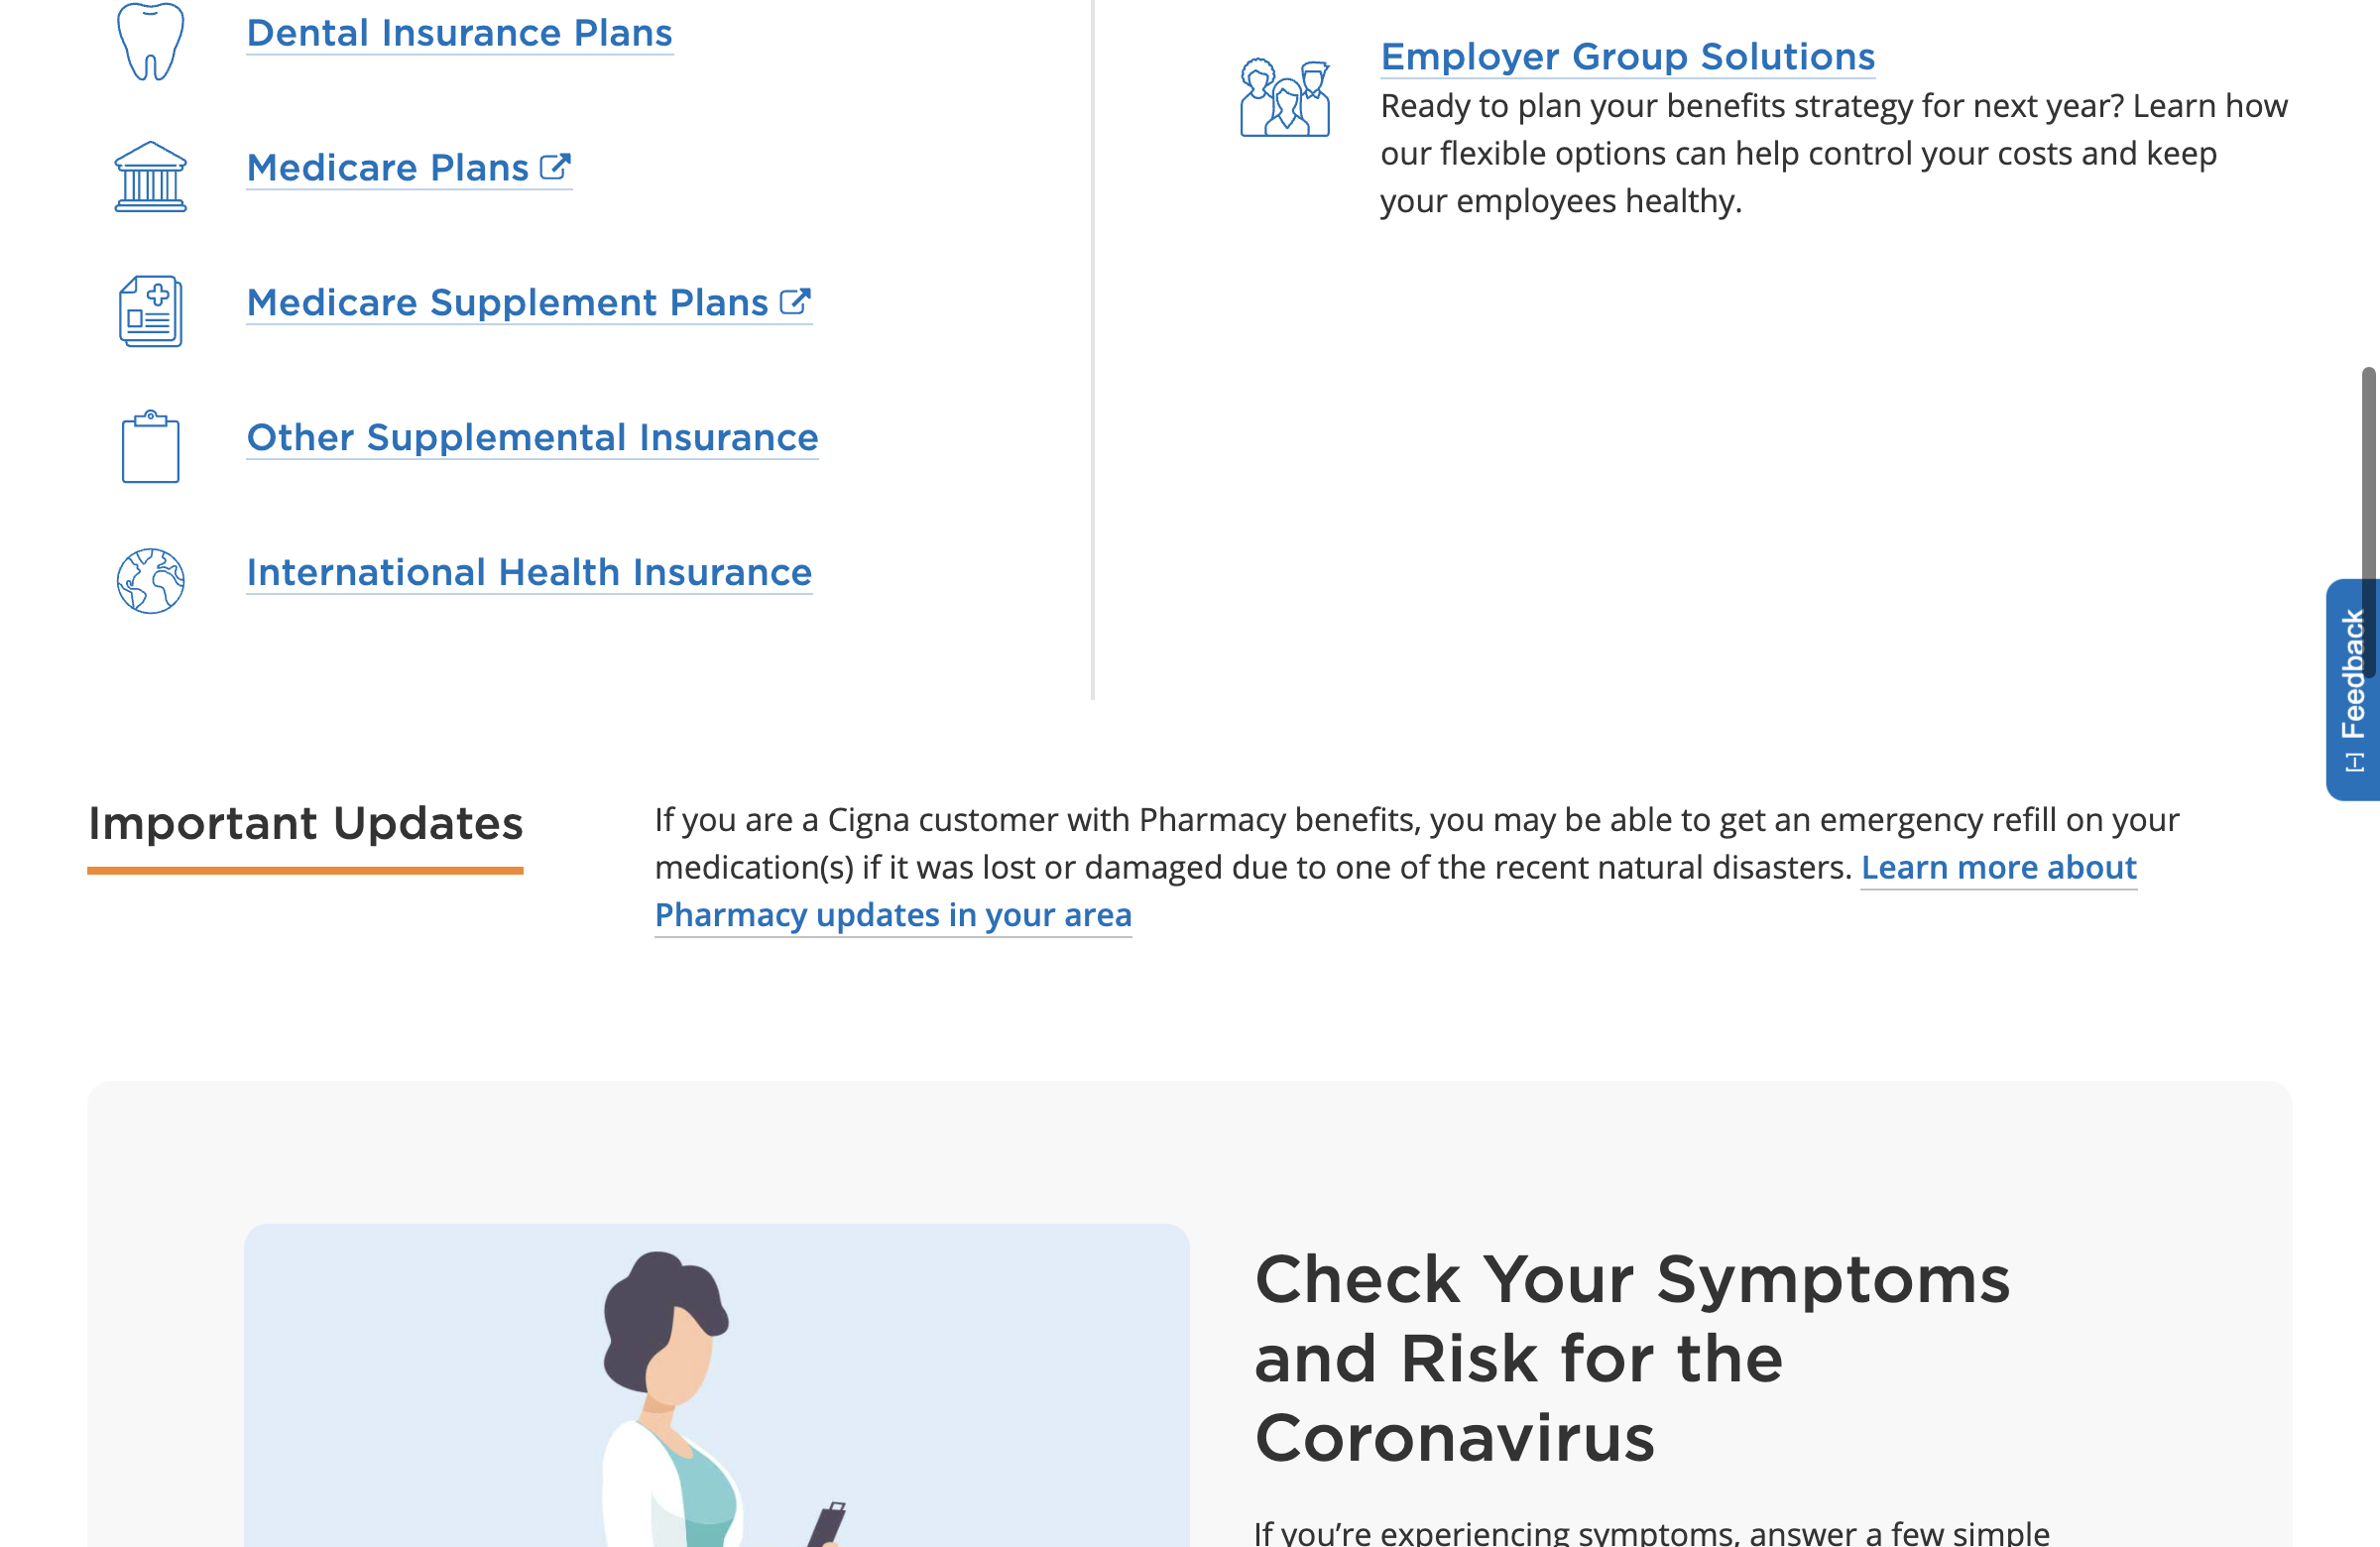 Dental Insurance Plans
Medicare Plans
Medicare Supplement Plans
Other Supplemental Insurance
International Health Insurance
Employer Group Solutions
Ready to plan your benefits strategy for next year? Learn how
our flexible options can help control your costs and keep
your employees healthy.
[-] Feedback
Important Updates
If you are a Cigna customer with Pharmacy benefits, you may be able to get an emergency refill on your
medication(s) if it was lost or damaged due to one of the recent natural disasters. Learn more about
Pharmacy updates in your area
Check Your Symptoms
and Risk for the
Coronavirus
If you’re experiencing symptoms, answer a few simple